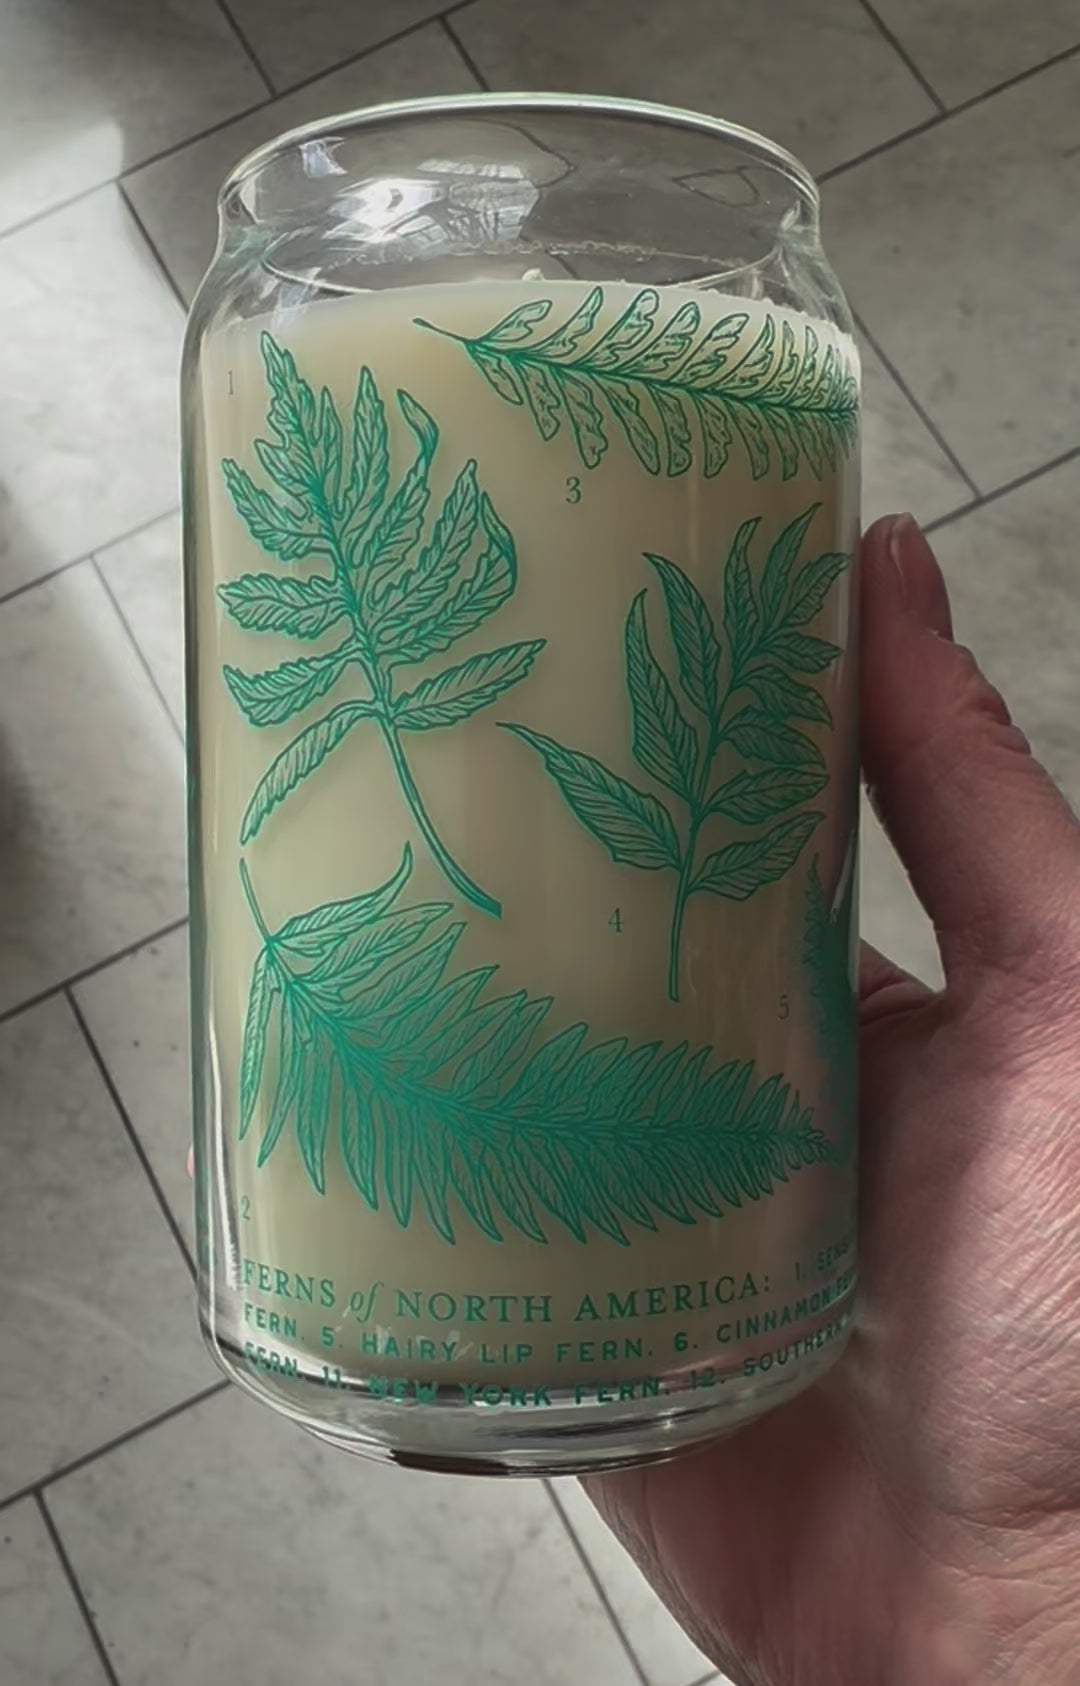 1
3
4
5
2
FERNS of NORTH AMERICA: 1.
FERN. 5. HAIRY LIP FERN. 6. CINNAMON
FERN. 11. NEW YORK FERN. 12. SOUTHERN